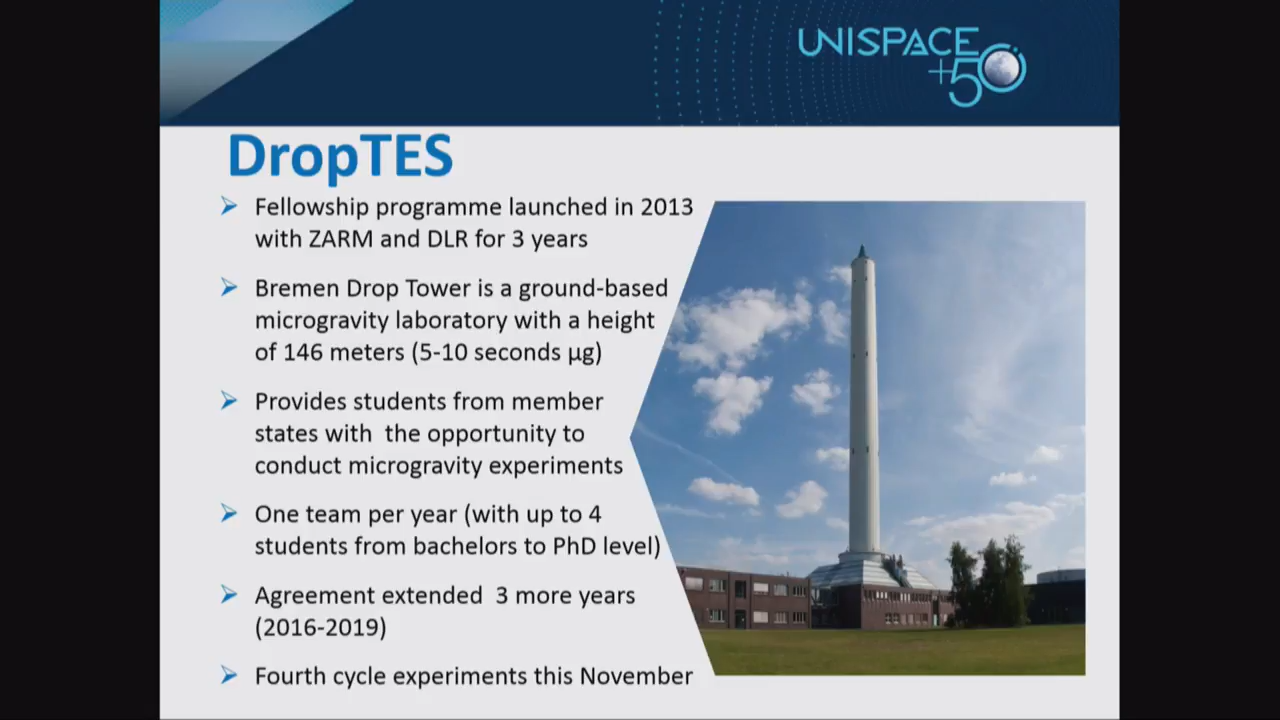 UNISPACE
+50
DropTES
Fellowship programme launched in 2013
with ZARM and DLR for 3 years
Bremen Drop Tower is a ground-based
microgravity laboratory with a height
of 146 meters (5-10 seconds µg)
Provides students from member
states with the opportunity to
conduct microgravity experiments
One team per year (with up to 4
students from bachelors to PhD level)
Agreement extended 3 more years
(2016-2019)
Fourth cycle experiments this November